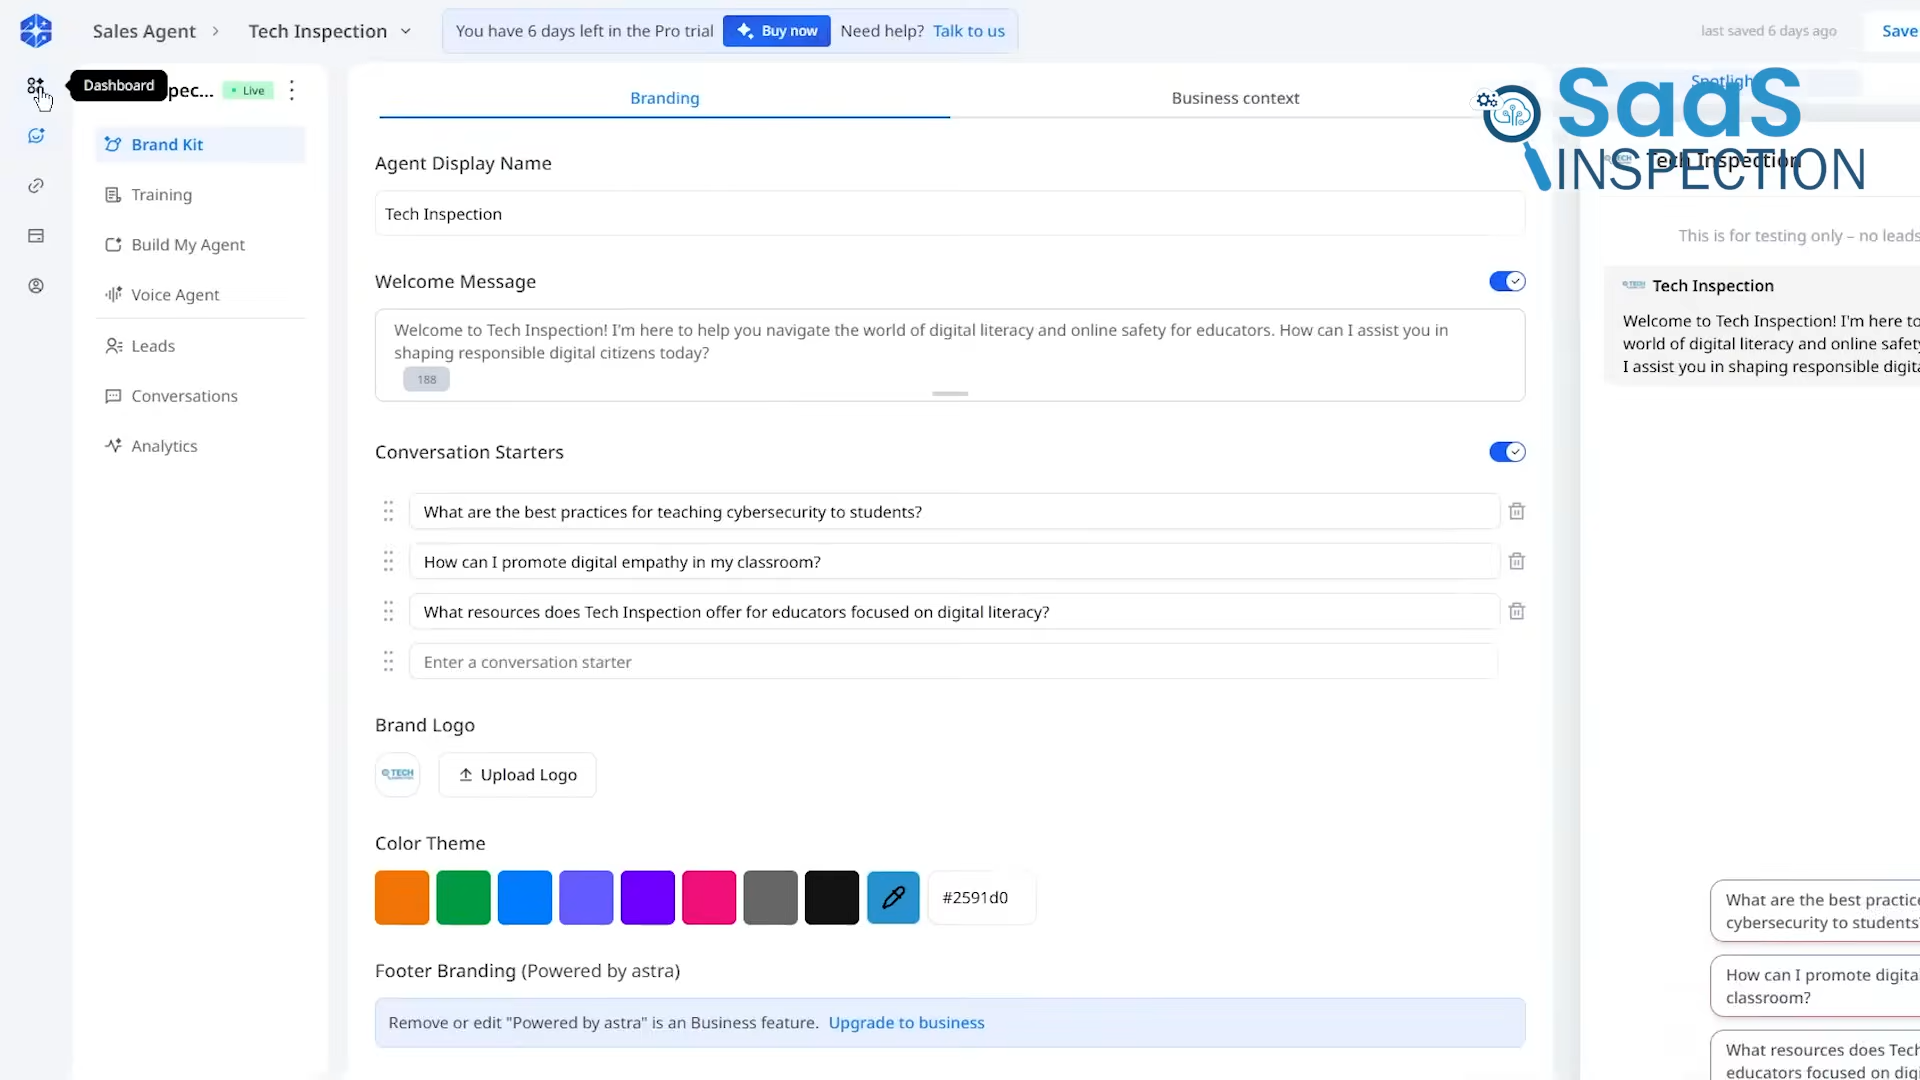 Sales Agent
Tech Inspection
You have 6 days left in the Pro trial
Buy now
Need help? Talk to us
last saved 6 days ago
Save
Dashboard
pec...
Live
Brand Kit
Training
Build My Agent
Voice Agent
Leads
Conversations
Analytics
Branding
Business context
Agent Display Name
Tech Inspection
Welcome Message
Welcome to Tech Inspection! I'm here to help you navigate the world of digital literacy and online safety for educators. How can I assist you in
shaping responsible digital citizens today?
188
Conversation Starters
What are the best practices for teaching cybersecurity to students?
How can I promote digital empathy in my classroom?
What resources does Tech Inspection offer for educators focused on digital literacy?
Enter a conversation starter
Brand Logo
TECH
Upload Logo
Color Theme
#2591d0
Footer Branding (Powered by astra)
Remove or edit "Powered by astra" is an Business feature. Upgrade to business
SaaS
INSPECTION
Tech Inspection
This is for testing only – no leads
Tech Inspection
Welcome to Tech Inspection! I'm here to
world of digital literacy and online safety
I assist you in shaping responsible digita
What are the best practice
cybersecurity to students
How can I promote digita
classroom?
What resources does Tech
educators focused on dig